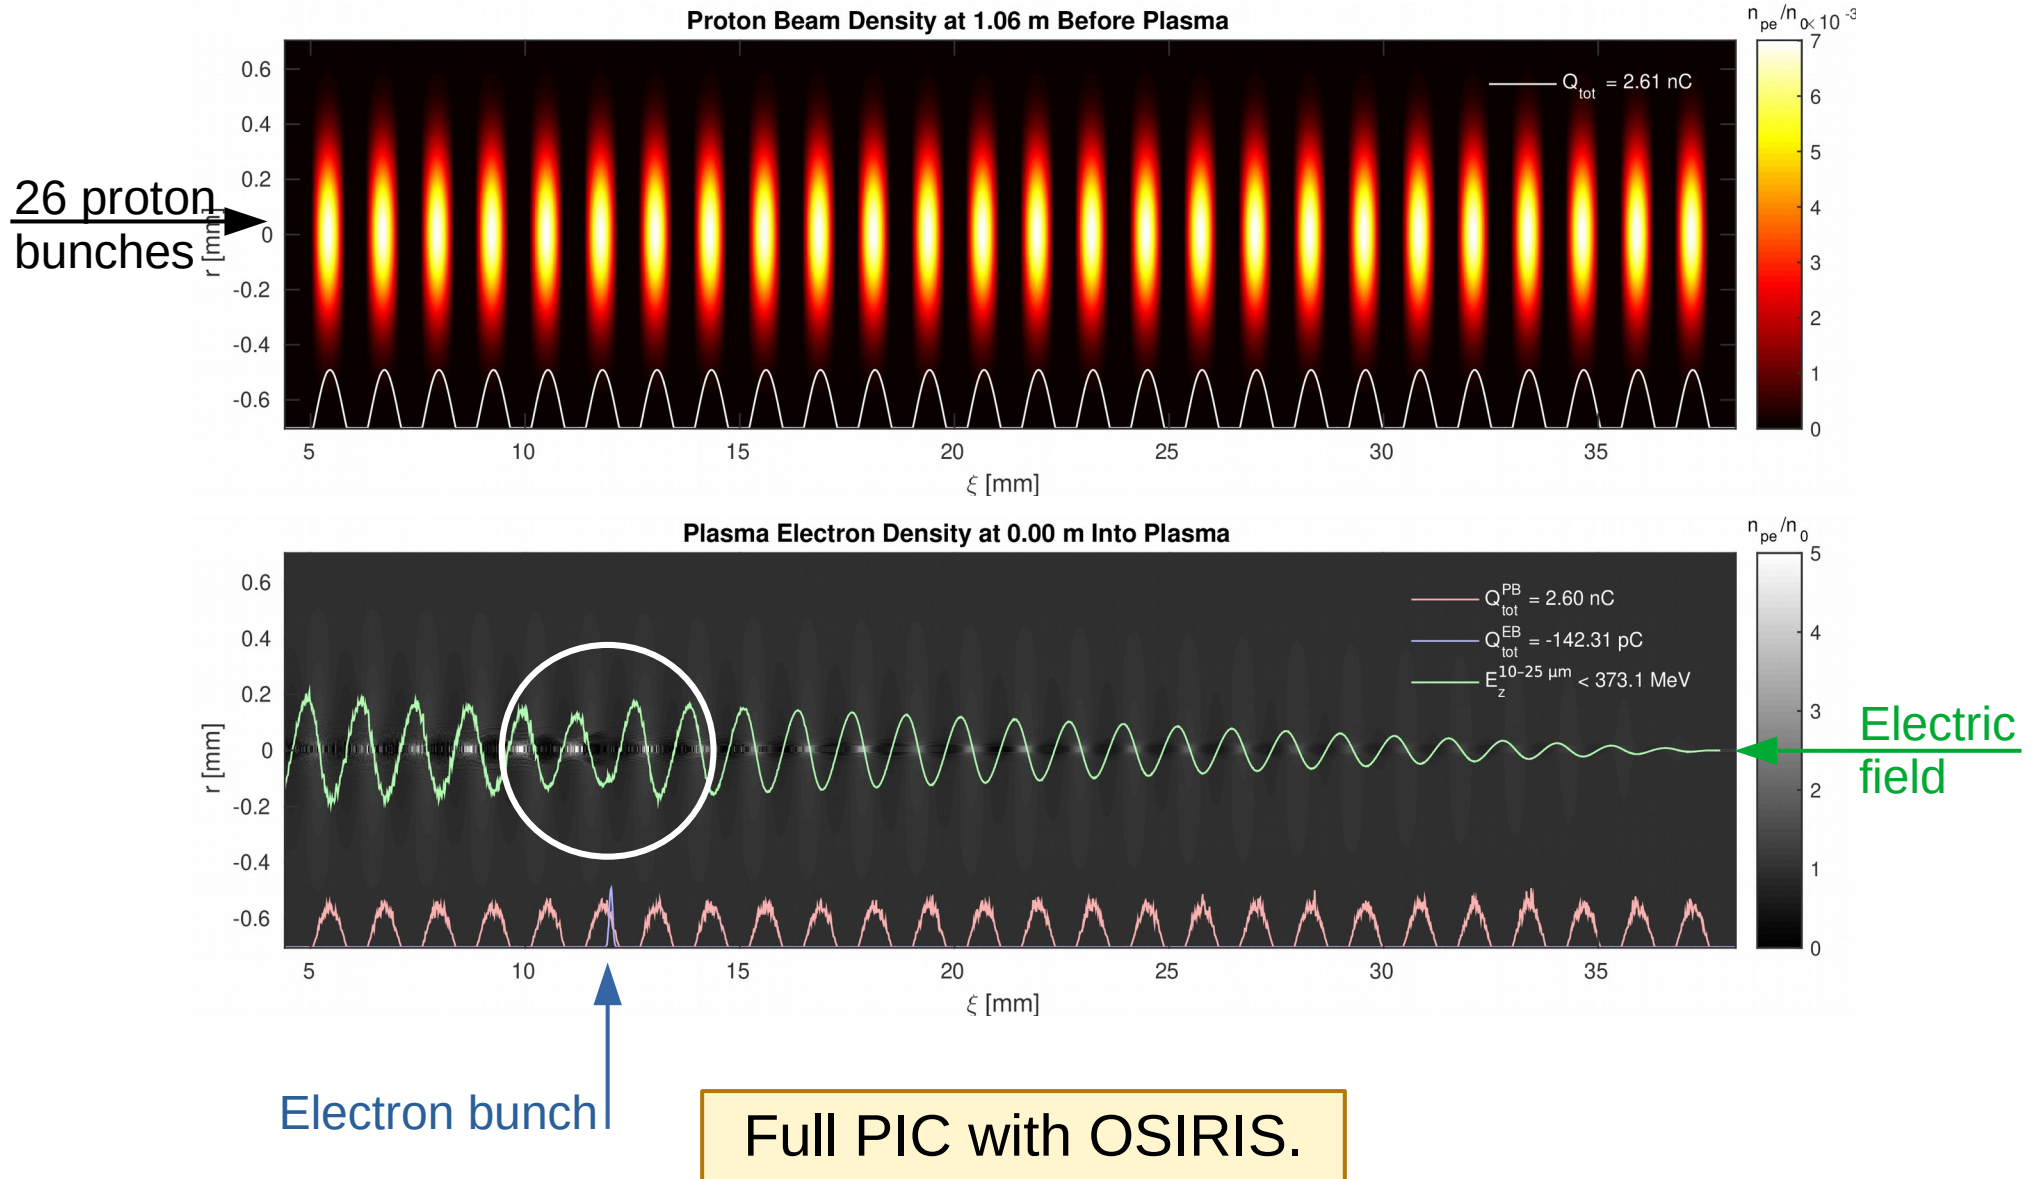 Proton Beam Density at 1.06 m Before Plasma
n_pe/n_0 × 10^-3
Q_tot = 2.61 nC
26 proton
bunches
r [mm]
0.6
0.4
0.2
0
-0.2
-0.4
-0.6
5 10 15 20 25 30 35
ξ [mm]
7
6
5
4
3
2
1
0
Plasma Electron Density at 0.00 m Into Plasma
n_pe/n_0
Q_tot^PB = 2.60 nC
Q_tot^EB = -142.31 pC
E_z^10-25 μm < 373.1 MeV
r [mm]
0.6
0.4
0.2
0
-0.2
-0.4
-0.6
5 10 15 20 25 30 35
ξ [mm]
5
4
3
2
1
0
Electric
field
Electron bunch
Full PIC with OSIRIS.